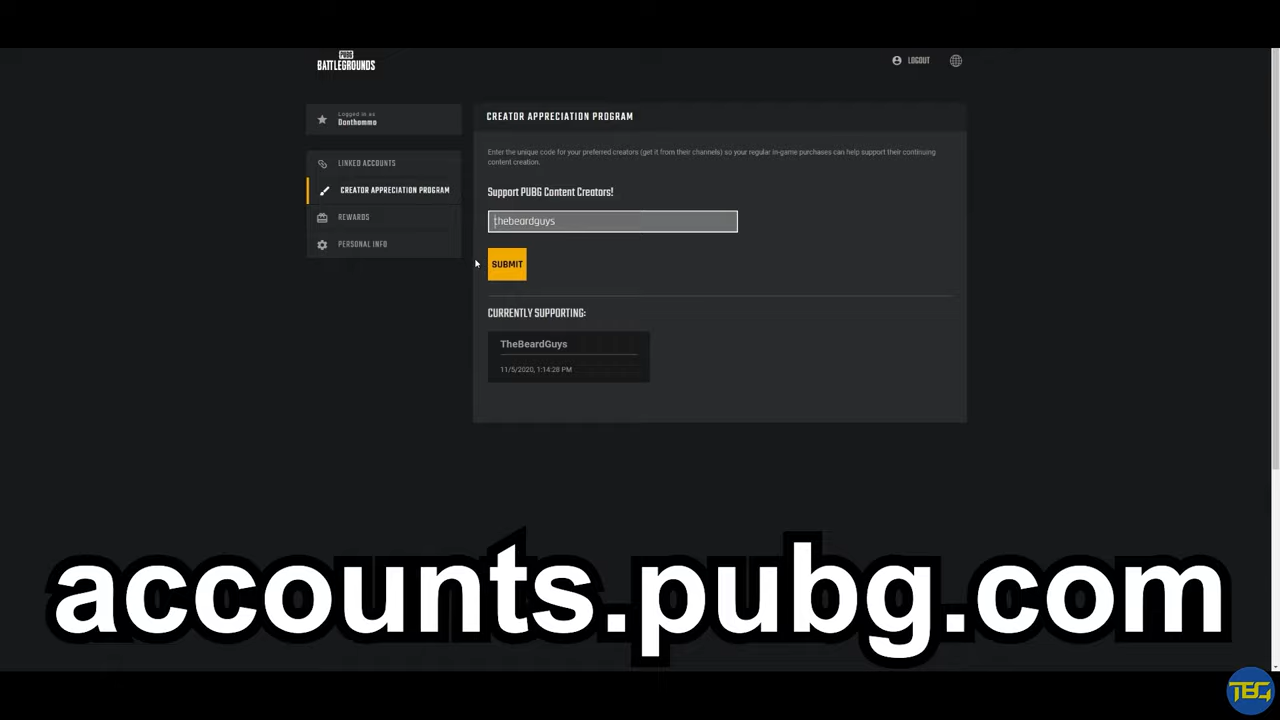 PUBG
BATTLEGROUNDS
LOGOUT
Logged in as
Danthommo
LINKED ACCOUNTS
CREATOR APPRECIATION PROGRAM
REWARDS
PERSONAL INFO
CREATOR APPRECIATION PROGRAM
Enter the unique code for your preferred creators (get it from their channels) so your regular in-game purchases can help support their continuing
content creation.
Support PUBG Content Creators!
thebeardguys
SUBMIT
CURRENTLY SUPPORTING:
TheBeardGuys
11/5/2020, 1:14:28 PM
accounts.pubg.com
TBG